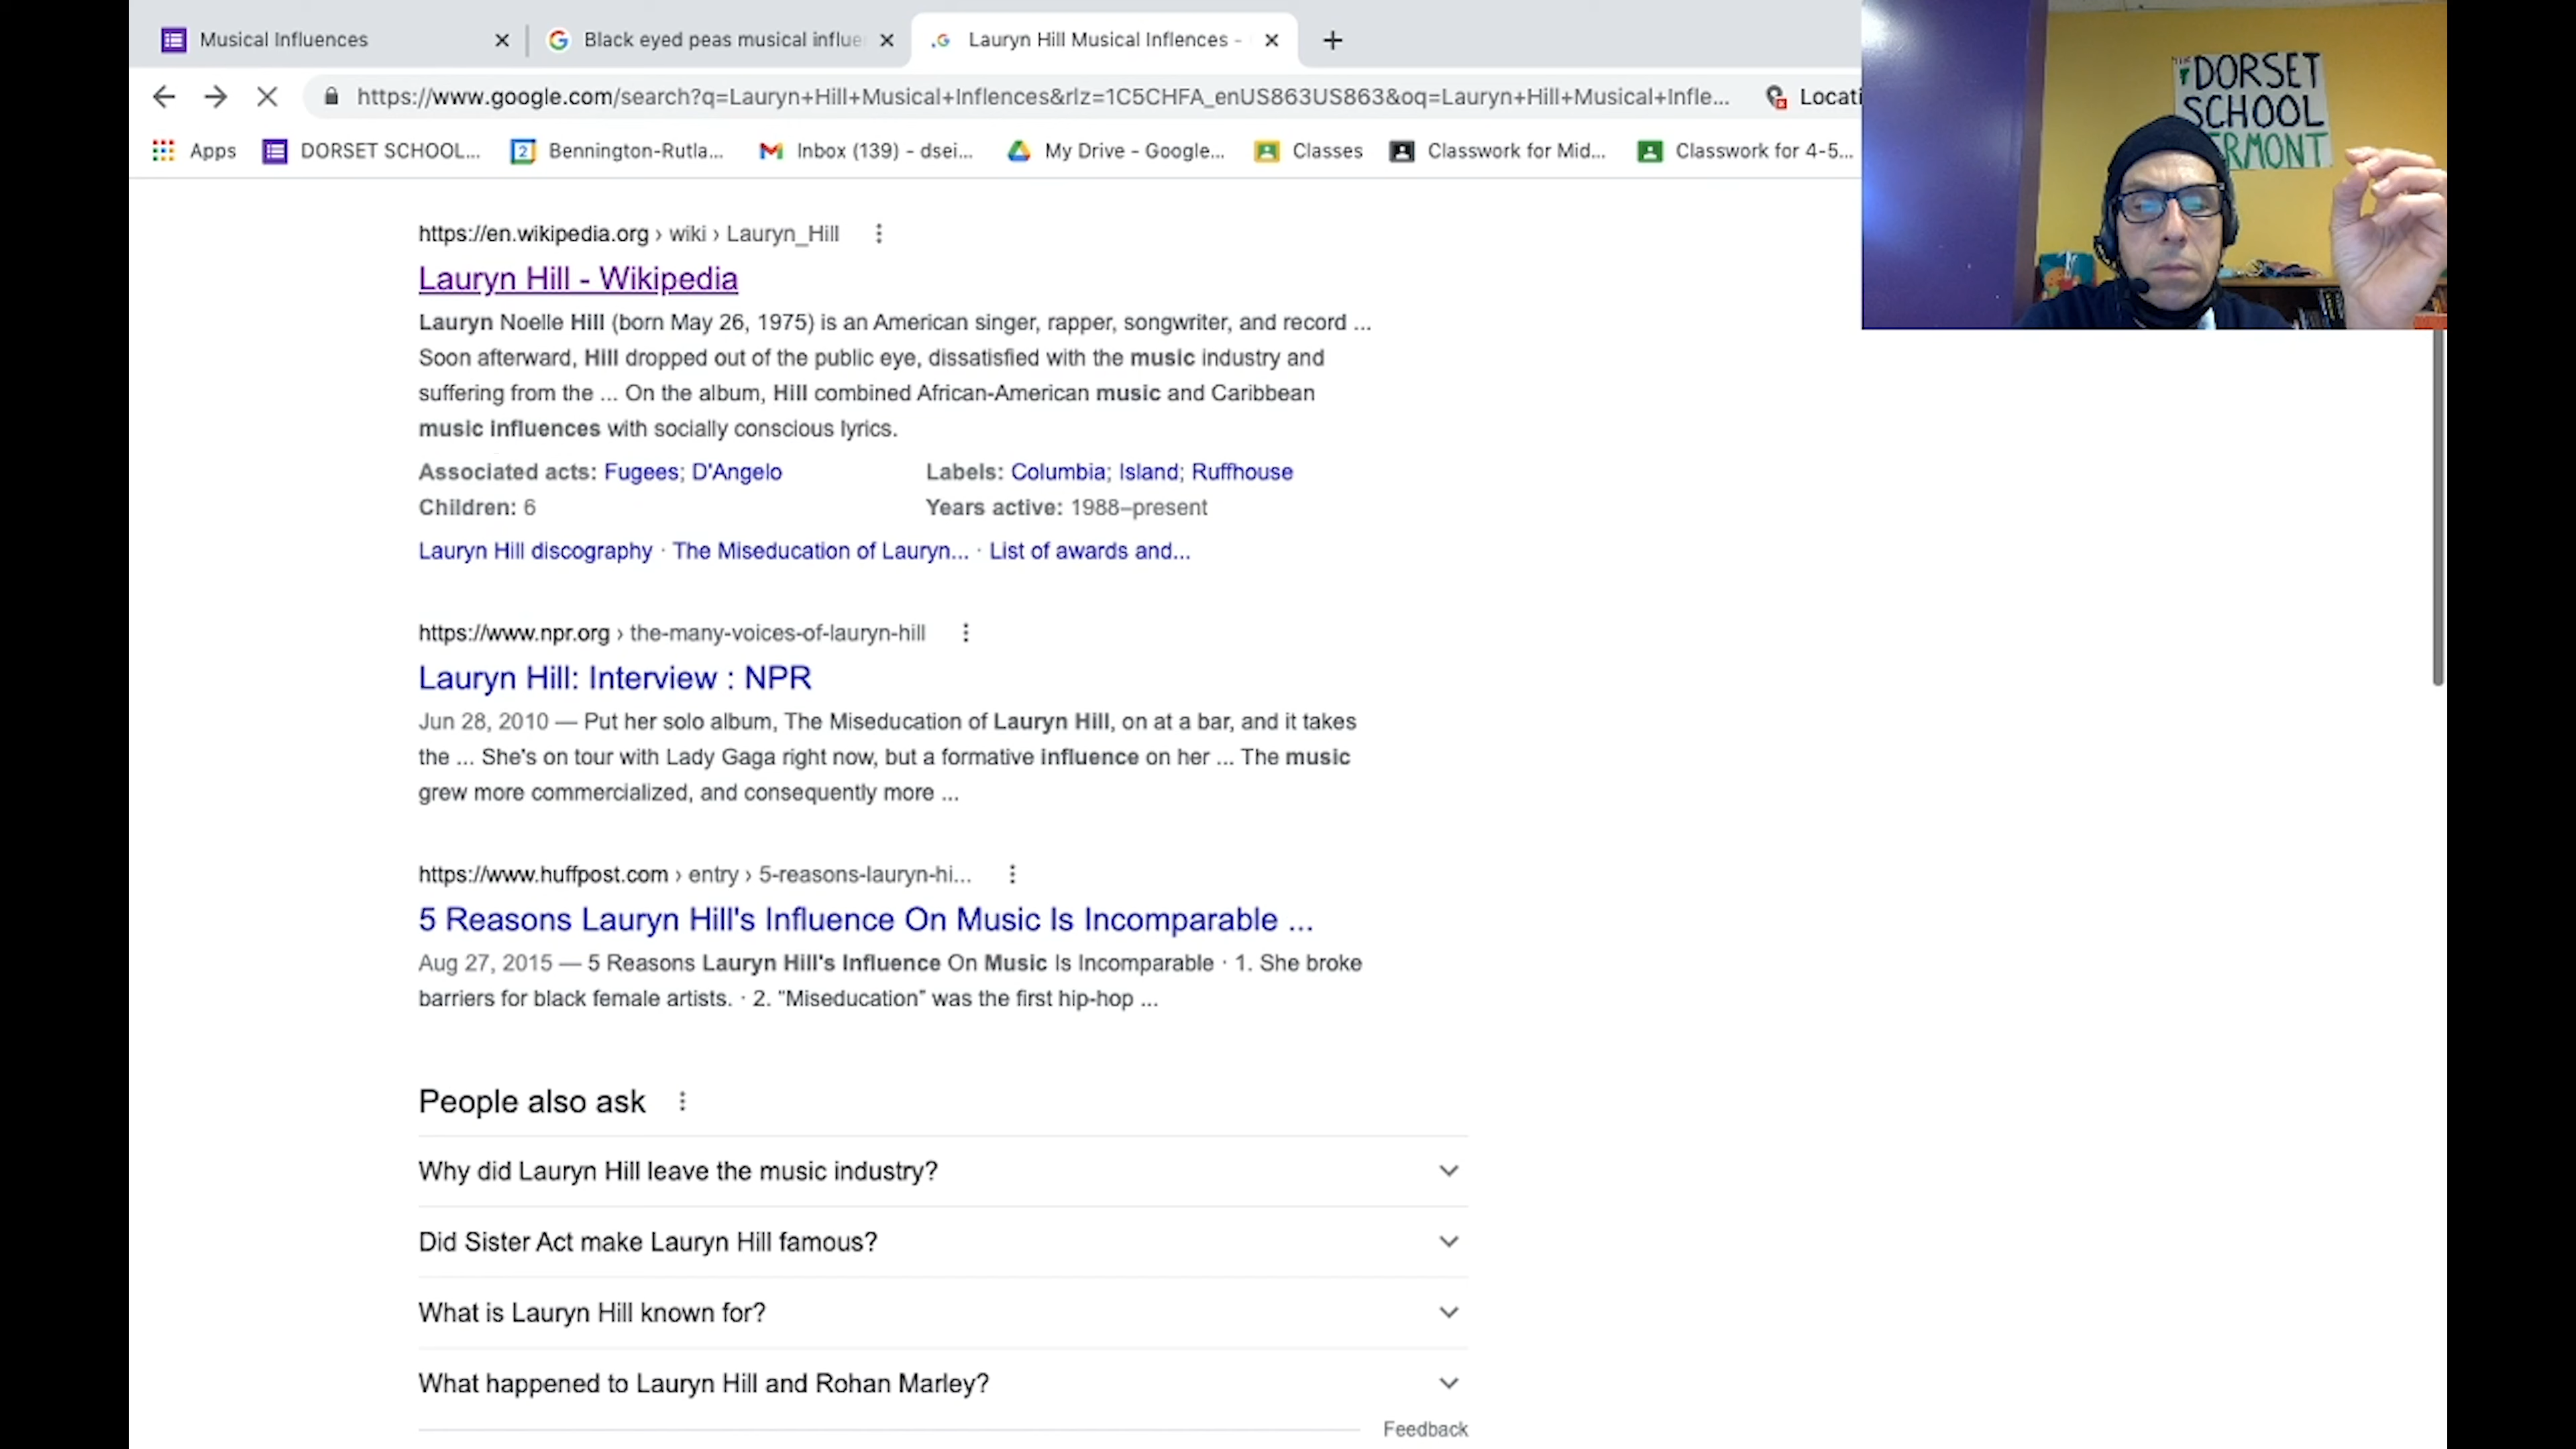 Musical Influences
Black eyed peas musical influe
Lauryn Hill Musical Inflences -
https://www.google.com/search?q=Lauryn+Hill+Musical+Inflences&rlz=1C5CHFA_enUS863US863&oq=Lauryn+Hill+Musical+Infle...
Locati
Apps
DORSET SCHOOL...
2
Bennington-Rutla...
Inbox (139) - dsei...
My Drive - Google...
Classes
Classwork for Mid...
Classwork for 4-5...
THE
DORSET
SCHOOL
ERMONT
https://en.wikipedia.org › wiki › Lauryn_Hill
Lauryn Hill - Wikipedia
Lauryn Noelle Hill (born May 26, 1975) is an American singer, rapper, songwriter, and record ...
Soon afterward, Hill dropped out of the public eye, dissatisfied with the music industry and
suffering from the ... On the album, Hill combined African-American music and Caribbean
music influences with socially conscious lyrics.
Associated acts: Fugees; D'Angelo
Labels: Columbia; Island; Ruffhouse
Children: 6
Years active: 1988–present
Lauryn Hill discography · The Miseducation of Lauryn... · List of awards and...
https://www.npr.org › the-many-voices-of-lauryn-hill
Lauryn Hill: Interview : NPR
Jun 28, 2010 — Put her solo album, The Miseducation of Lauryn Hill, on at a bar, and it takes
the ... She's on tour with Lady Gaga right now, but a formative influence on her ... The music
grew more commercialized, and consequently more ...
https://www.huffpost.com › entry › 5-reasons-lauryn-hi...
5 Reasons Lauryn Hill's Influence On Music Is Incomparable ...
Aug 27, 2015 — 5 Reasons Lauryn Hill's Influence On Music Is Incomparable · 1. She broke
barriers for black female artists. · 2. "Miseducation" was the first hip-hop ...
People also ask
Why did Lauryn Hill leave the music industry?
Did Sister Act make Lauryn Hill famous?
What is Lauryn Hill known for?
What happened to Lauryn Hill and Rohan Marley?
Feedback